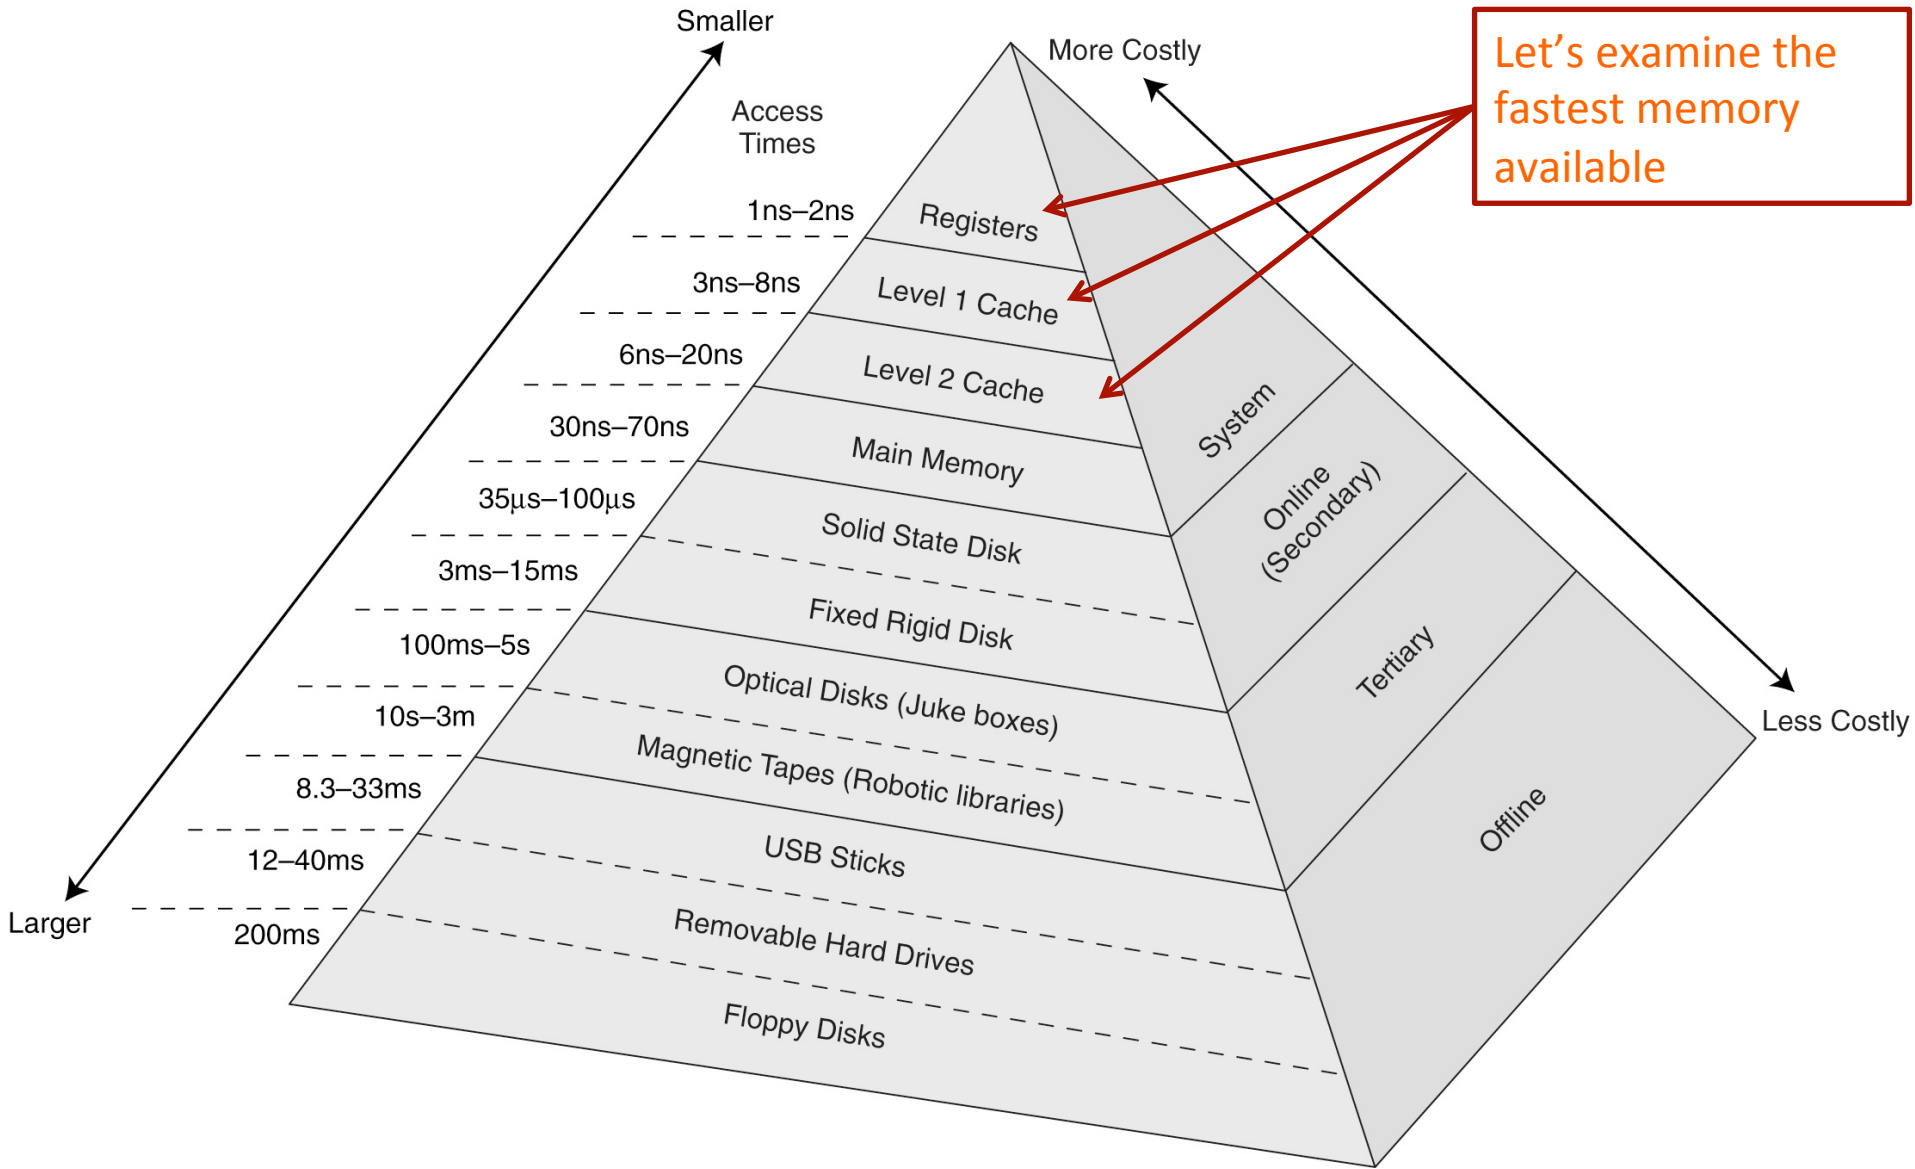 Smaller
More Costly
Let’s examine the
fastest memory
available
Access
Times
1ns–2ns
Registers
3ns–8ns
Level 1 Cache
6ns–20ns
Level 2 Cache
System
30ns–70ns
Main Memory
Online
(Secondary)
35μs–100μs
Solid State Disk
3ms–15ms
Fixed Rigid Disk
100ms–5s
Optical Disks (Juke boxes)
Tertiary
10s–3m
Magnetic Tapes (Robotic libraries)
Less Costly
8.3–33ms
USB Sticks
Offline
12–40ms
Removable Hard Drives
Larger
200ms
Floppy Disks